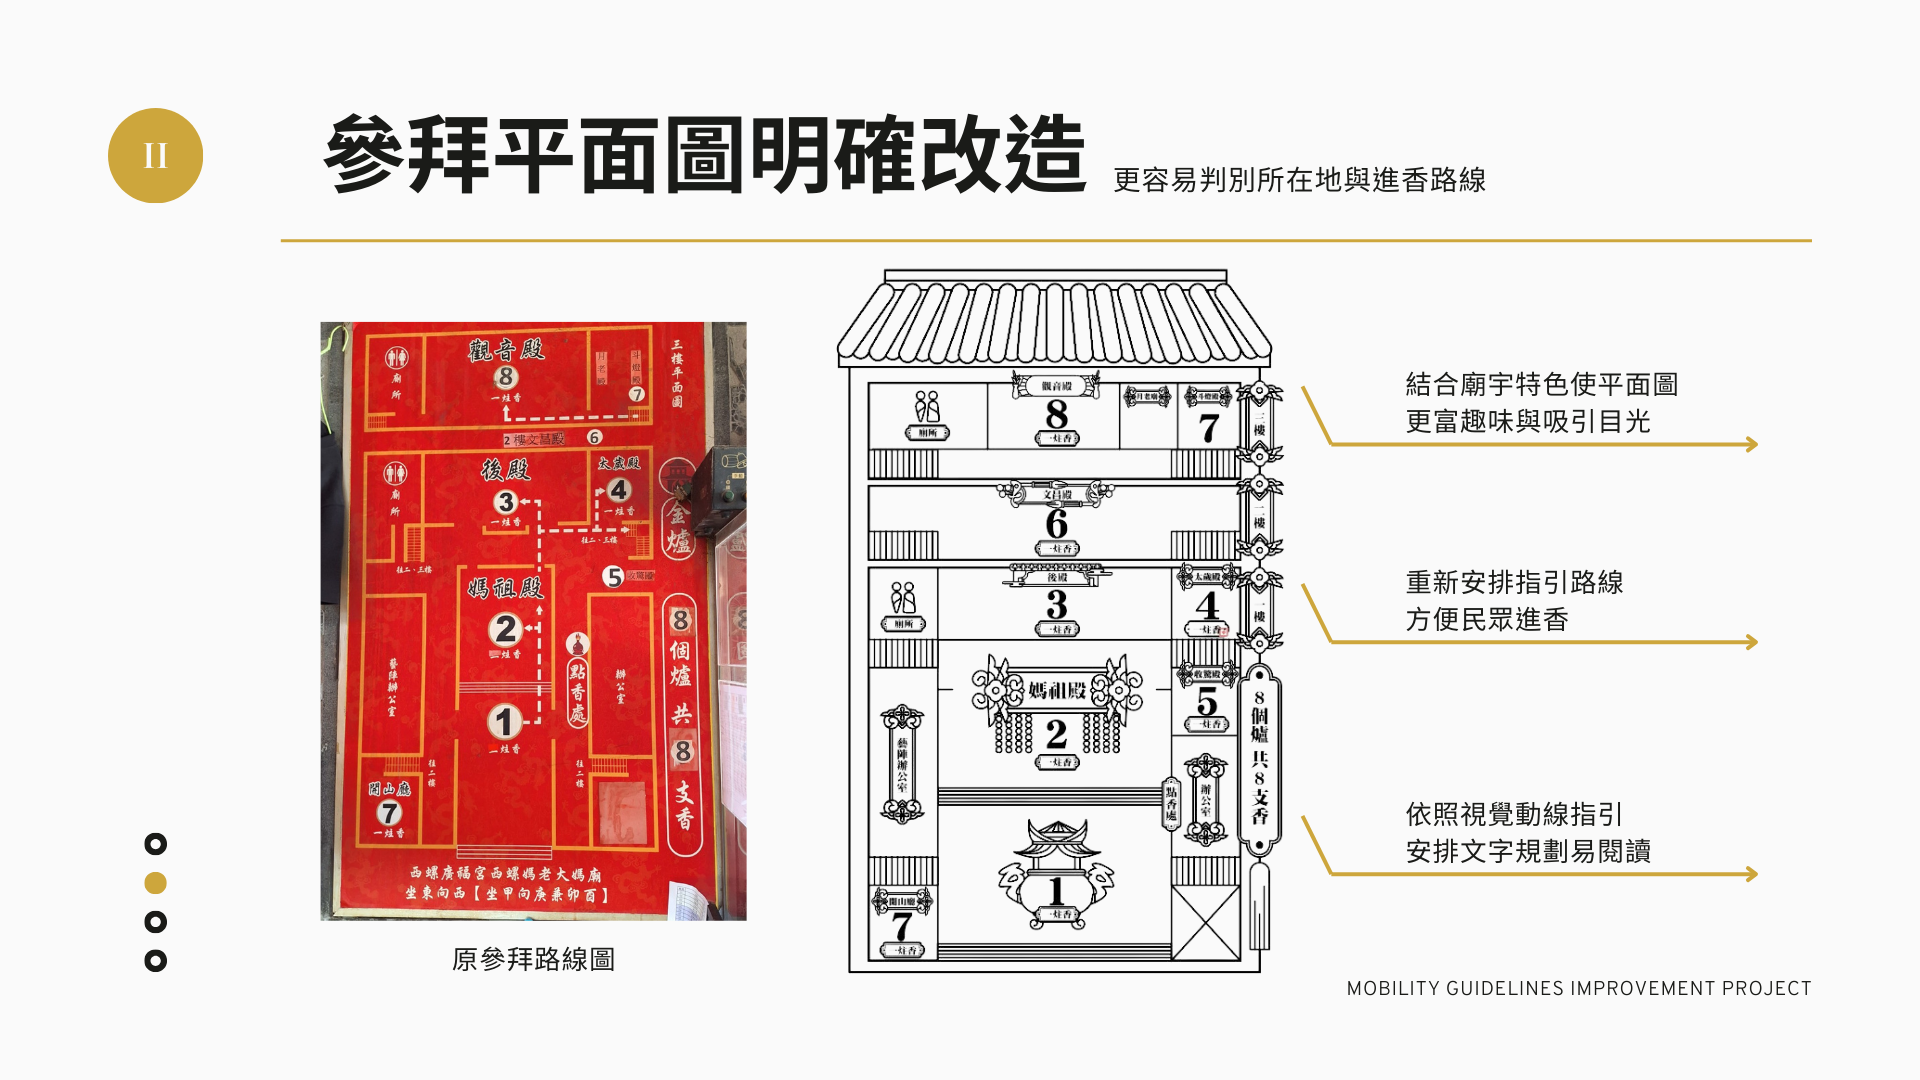 II
參拜平面圖明確改造
更容易判別所在地與進香路線
觀音殿
8
一炷香
廁所
三樓平面圖
7
2樓文昌殿
6
後殿
3
一炷香
太歲殿
4
一炷香
廁所
往二、三樓
往二、三樓
金爐
5
媽祖殿
2
炷香
1
一炷香
點香處
藝陣辦公室
辦公室
往二樓
往二樓
開山廳
7
一炷香
8個爐共8支香
西螺廣福宮西螺媽老大媽廟
坐東向西【坐甲向庚兼卯酉】
原參拜路線圖
觀音殿
8
一炷香
廁所
月老殿
斗燈殿
7
三樓
文昌殿
6
一炷香
二樓
後殿
3
一炷香
廁所
太歲殿
4
一炷香
一樓
媽祖殿
2
一炷香
收驚殿
5
一炷香
藝陣辦公室
點香處
辦公室
8個爐 共8支香
1
一炷香
開山廳
7
一炷香
結合廟宇特色使平面圖
更富趣味與吸引目光
重新安排指引路線
方便民眾進香
依照視覺動線指引
安排文字規劃易閱讀
MOBILITY GUIDELINES IMPROVEMENT PROJECT